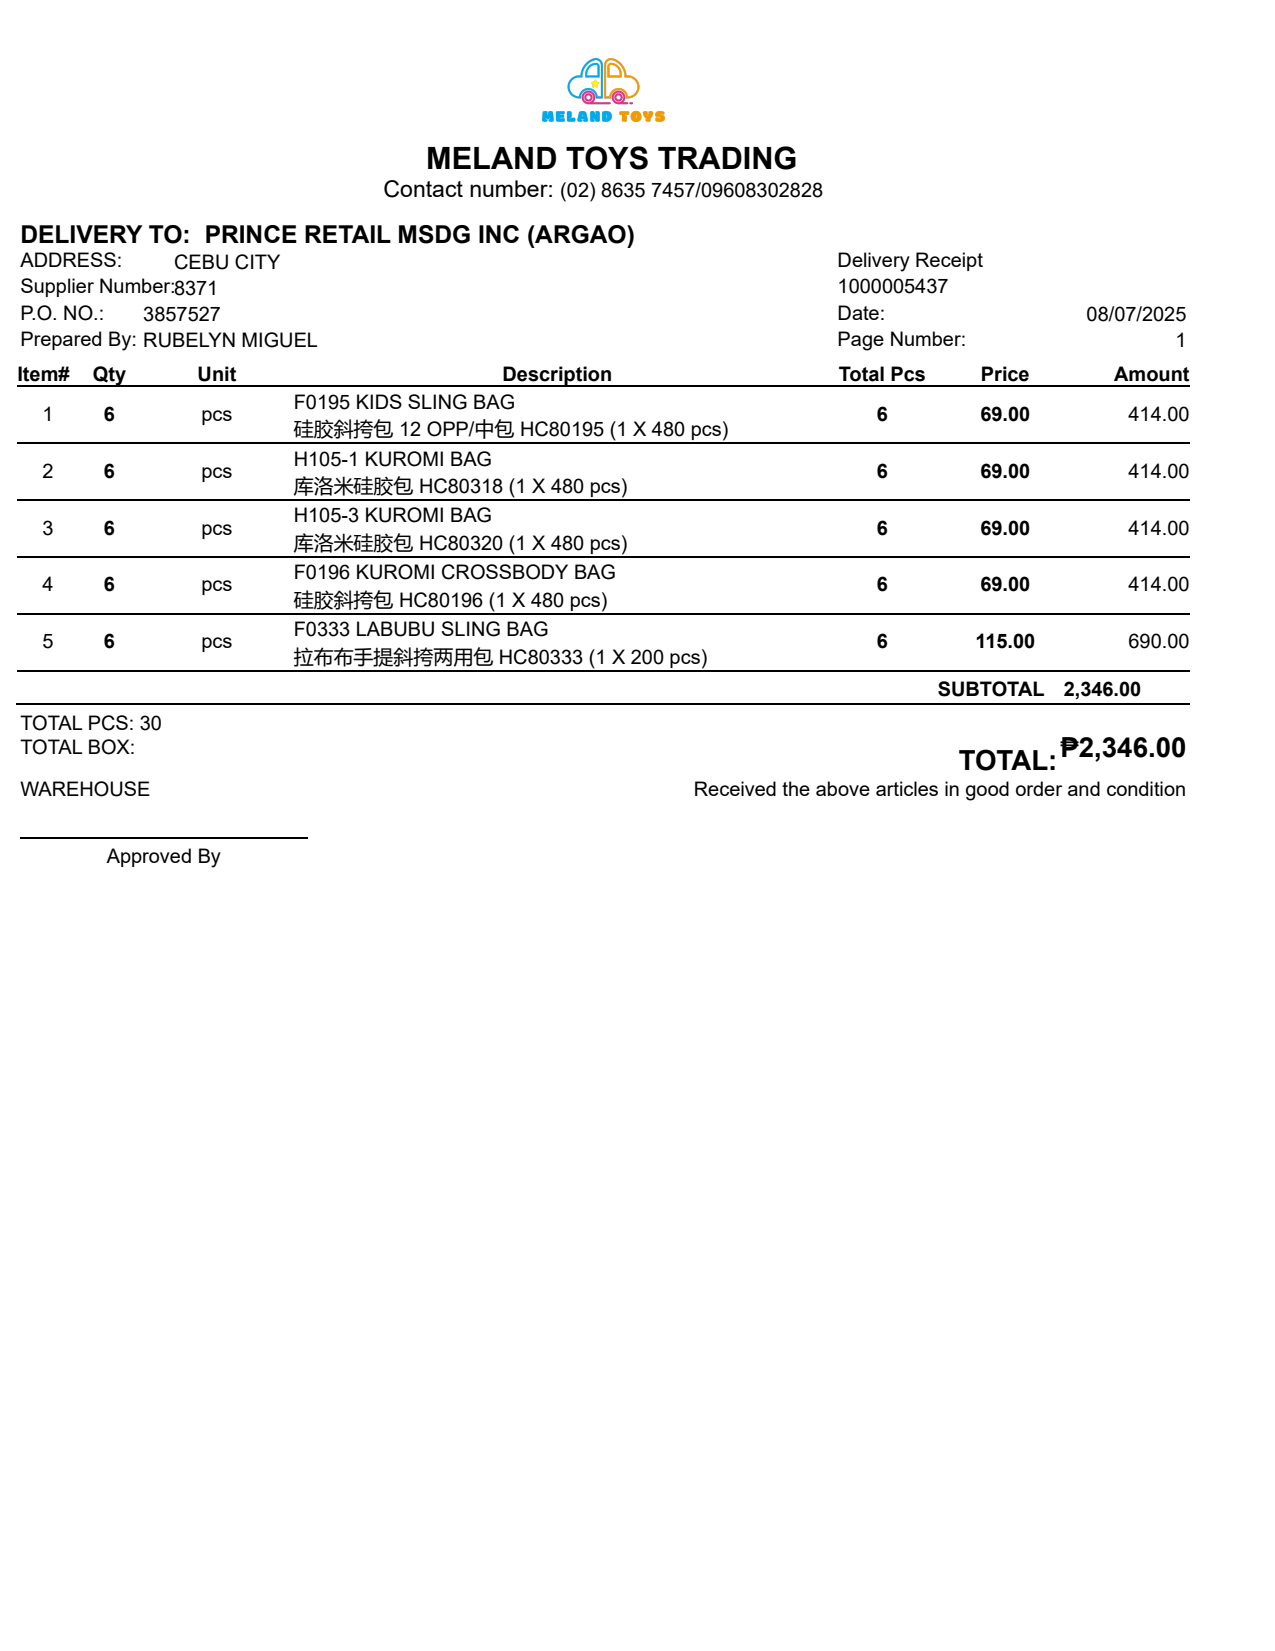 MELAND TOYS
MELAND TOYS TRADING
Contact number: (02) 8635 7457/09608302828
DELIVERY TO: PRINCE RETAIL MSDG INC (ARGAO)
ADDRESS: CEBU CITY
Supplier Number:8371
P.O. NO.: 3857527
Prepared By: RUBELYN MIGUEL
Delivery Receipt
1000005437
Date: 08/07/2025
Page Number: 1
Item# Qty Unit Description Total Pcs Price Amount
1 6 pcs F0195 KIDS SLING BAG 6 69.00 414.00
硅胶斜挎包 12 OPP/中包 HC80195 (1 X 480 pcs)
2 6 pcs H105-1 KUROMI BAG 6 69.00 414.00
库洛米硅胶包 HC80318 (1 X 480 pcs)
3 6 pcs H105-3 KUROMI BAG 6 69.00 414.00
库洛米硅胶包 HC80320 (1 X 480 pcs)
4 6 pcs F0196 KUROMI CROSSBODY BAG 6 69.00 414.00
硅胶斜挎包 HC80196 (1 X 480 pcs)
5 6 pcs F0333 LABUBU SLING BAG 6 115.00 690.00
拉布布手提斜挎两用包 HC80333 (1 X 200 pcs)
SUBTOTAL 2,346.00
TOTAL PCS: 30
TOTAL BOX:
TOTAL: ₱2,346.00
WAREHOUSE
Received the above articles in good order and condition
Approved By